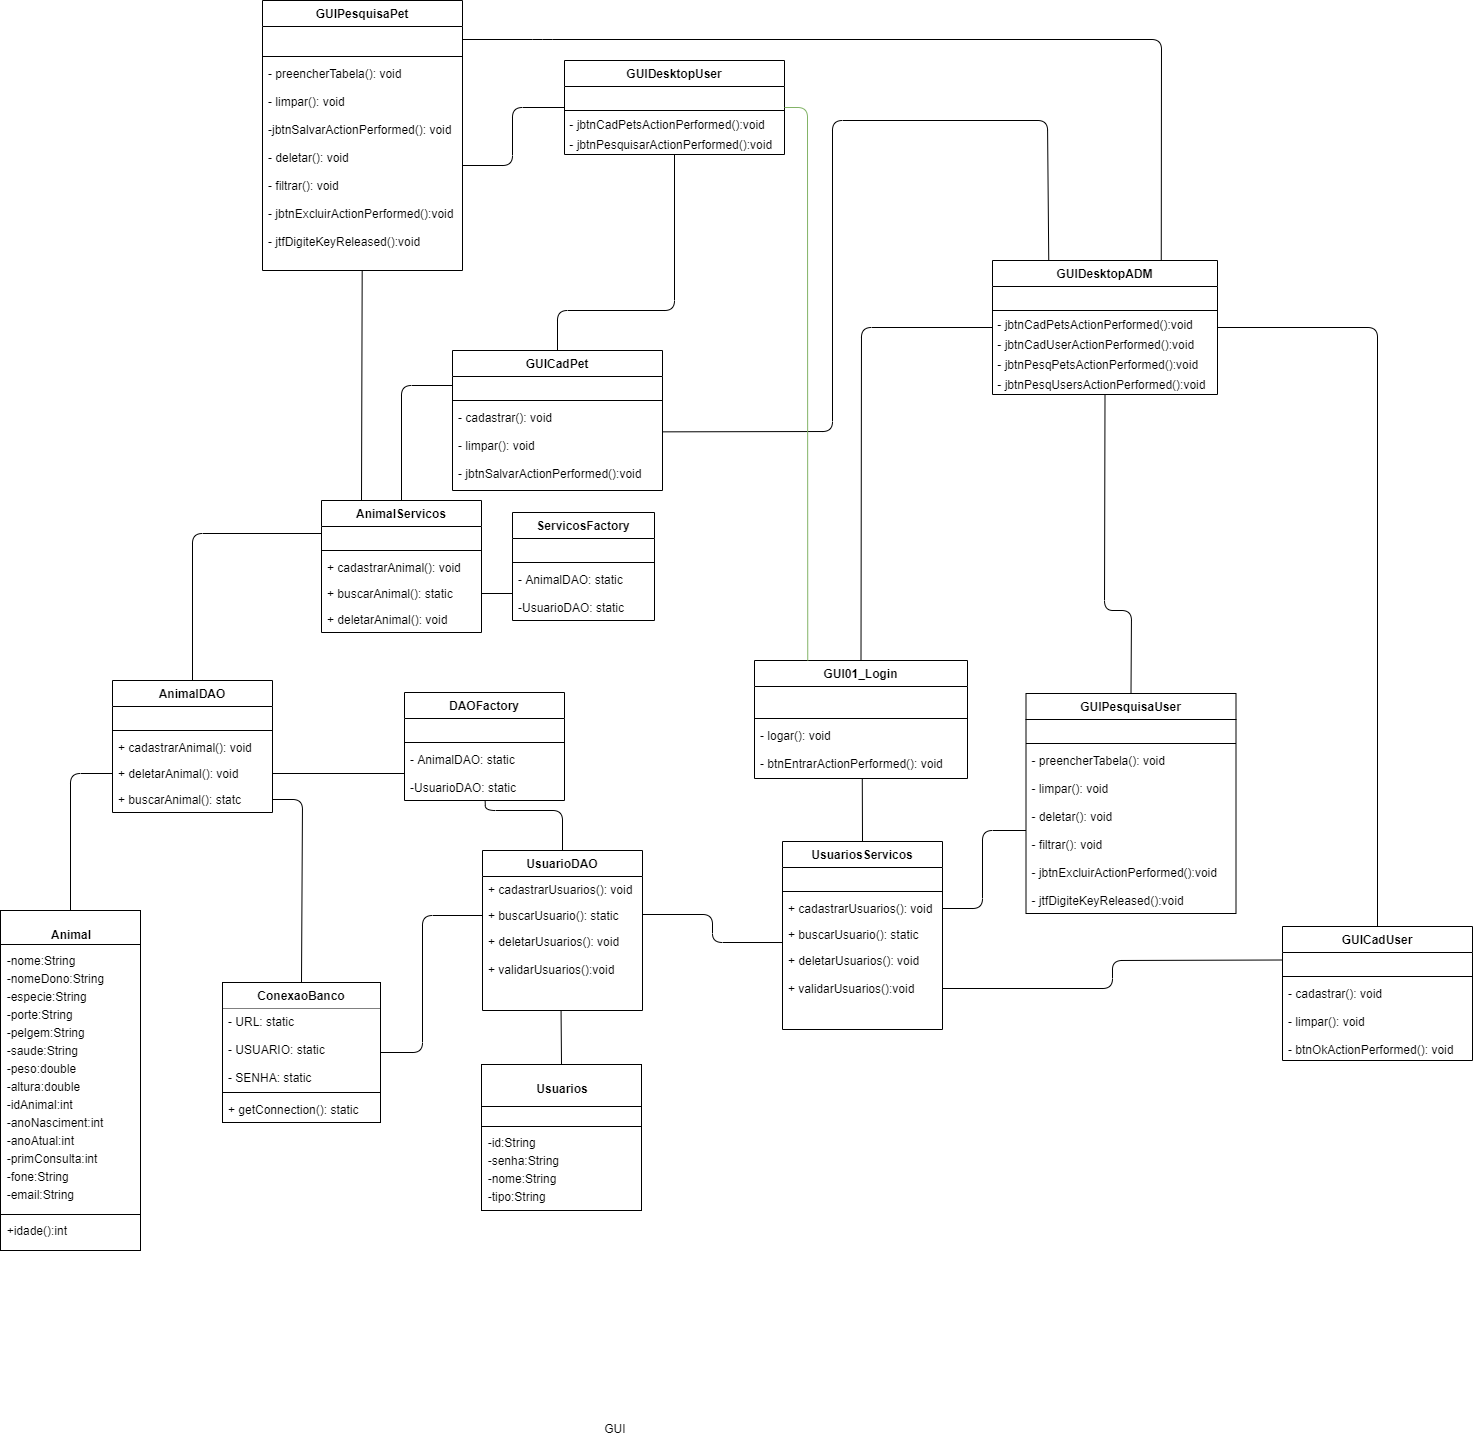 GUIPesquisaPet
- preencherTabela(): void
- limpar(): void
-jbtnSalvarActionPerformed(): void
- deletar(): void
- filtrar(): void
- jbtnExcluirActionPerformed():void
- jtfDigiteKeyReleased():void
GUIDesktopUser
- jbtnCadPetsActionPerformed():void
- jbtnPesquisarActionPerformed():void
GUIDesktopADM
- jbtnCadPetsActionPerformed():void
- jbtnCadUserActionPerformed():void
- jbtnPesqPetsActionPerformed():void
- jbtnPesqUsersActionPerformed():void
GUICadPet
- cadastrar(): void
- limpar(): void
- jbtnSalvarActionPerformed():void
AnimalServicos
+ cadastrarAnimal(): void
+ buscarAnimal(): static
+ deletarAnimal(): void
ServicosFactory
- AnimalDAO: static
-UsuarioDAO: static
AnimalDAO
+ cadastrarAnimal(): void
+ deletarAnimal(): void
+ buscarAnimal(): statc
DAOFactory
- AnimalDAO: static
-UsuarioDAO: static
GUI01_Login
- logar(): void
- btnEntrarActionPerformed(): void
GUIPesquisaUser
- preencherTabela(): void
- limpar(): void
- deletar(): void
- filtrar(): void
- jbtnExcluirActionPerformed():void
- jtfDigiteKeyReleased():void
UsuarioDAO
+ cadastrarUsuarios(): void
+ buscarUsuario(): static
+ deletarUsuarios(): void
+ validarUsuarios():void
UsuariosServicos
+ cadastrarUsuarios(): void
+ buscarUsuario(): static
+ deletarUsuarios(): void
+ validarUsuarios():void
GUICadUser
- cadastrar(): void
- limpar(): void
- btnOkActionPerformed(): void
Animal
-nome:String
-nomeDono:String
-especie:String
-porte:String
-pelgem:String
-saude:String
-peso:double
-altura:double
-idAnimal:int
-anoNasciment:int
-anoAtual:int
-primConsulta:int
-fone:String
-email:String
+idade():int
ConexaoBanco
- URL: static
- USUARIO: static
- SENHA: static
+ getConnection(): static
Usuarios
-id:String
-senha:String
-nome:String
-tipo:String
GUI